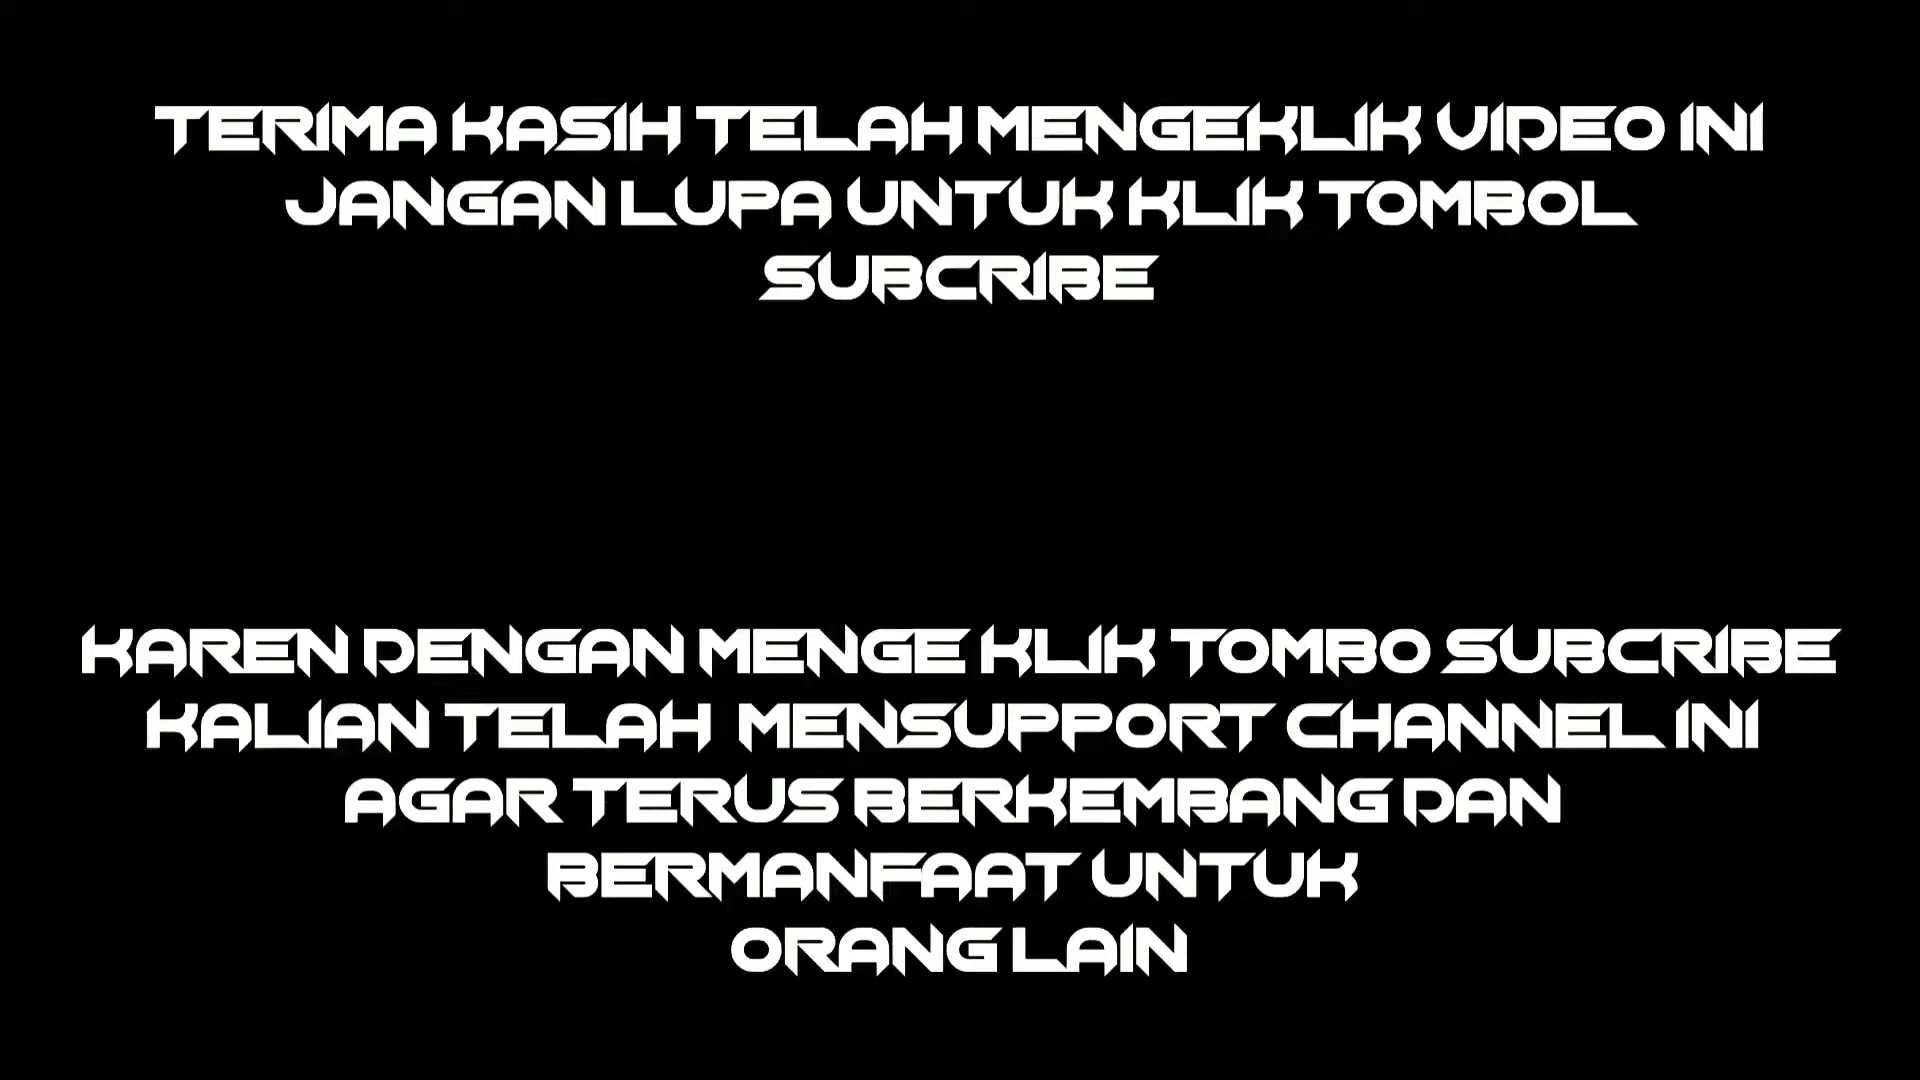 TERIMA KASIH TELAH MENGEKLIK VIDEO INI
JANGAN LUPA UNTUK KLIK TOMBOL
SUBCRIBE
KAREN DENGAN MENGE KLIK TOMBO SUBCRIBE
KALIAN TELAH MENSUPPORT CHANNEL INI
AGAR TERUS BERKEMBANG DAN
BERMANFAAT UNTUK
ORANG LAIN